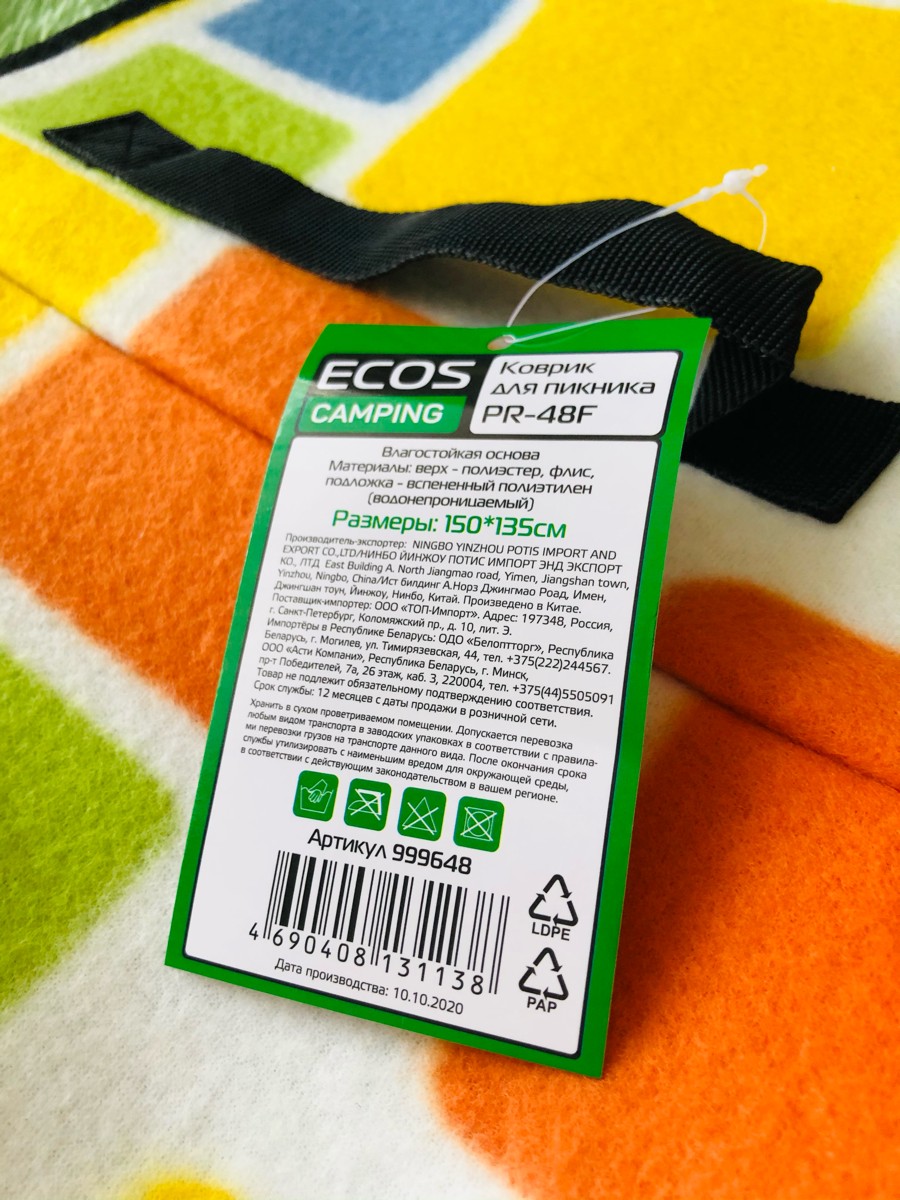 ECOS
CAMPING
Коврик
для пикника
PR-48F
Влагостойкая основа
Материалы: верх - полиэстер, флис,
подложка - вспененный полиэтилен
(водонепроницаемый)
Размеры: 150*135см
Производитель-экспортер: NINGBO YINZHOU POTIS IMPORT AND
EXPORT CO.,LTD/НИНБО ЙИНЖОУ ПОТИС ИМПОРТ ЭНД ЭКСПОРТ
КО., ЛТД East Building A. North Jiangmao road, Yimen, Jiangshan town,
Yinzhou, Ningbo, China/Ист билдинг А.Норз Джингмао Роад, Имен,
Джингшан тоун, Йинжоу, Нинбо, Китай. Произведено в Китае.
Поставщик-импортер: ООО «ТОП-Импорт». Адрес: 197348, Россия,
г. Санкт-Петербург, Коломяжский пр., д. 10, лит. Э.
Импортёры в Республике Беларусь: ОДО «Белоптторг», Республика
Беларусь, г. Могилев, ул. Тимирязевская, 44, тел. +375(222)244567.
ООО «Асти Компани», Республика Беларусь, г. Минск,
пр-т Победителей, 7а, 26 этаж, каб. 3, 220004, тел. +375(44)5505091
Товар не подлежит обязательному подтверждению соответствия.
Срок службы: 12 месяцев с даты продажи в розничной сети.
Хранить в сухом проветриваемом помещении. Допускается перевозка
любым видом транспорта в заводских упаковках в соответствии с правила-
ми перевозки грузов на транспорте данного вида. После окончания срока
службы утилизировать с наименьшим вредом для окружающей среды,
в соответствии с действующим законодательством в вашем регионе.
Артикул 999648
4 690408 131138
Дата производства: 10.10.2020
LDPE
PAP